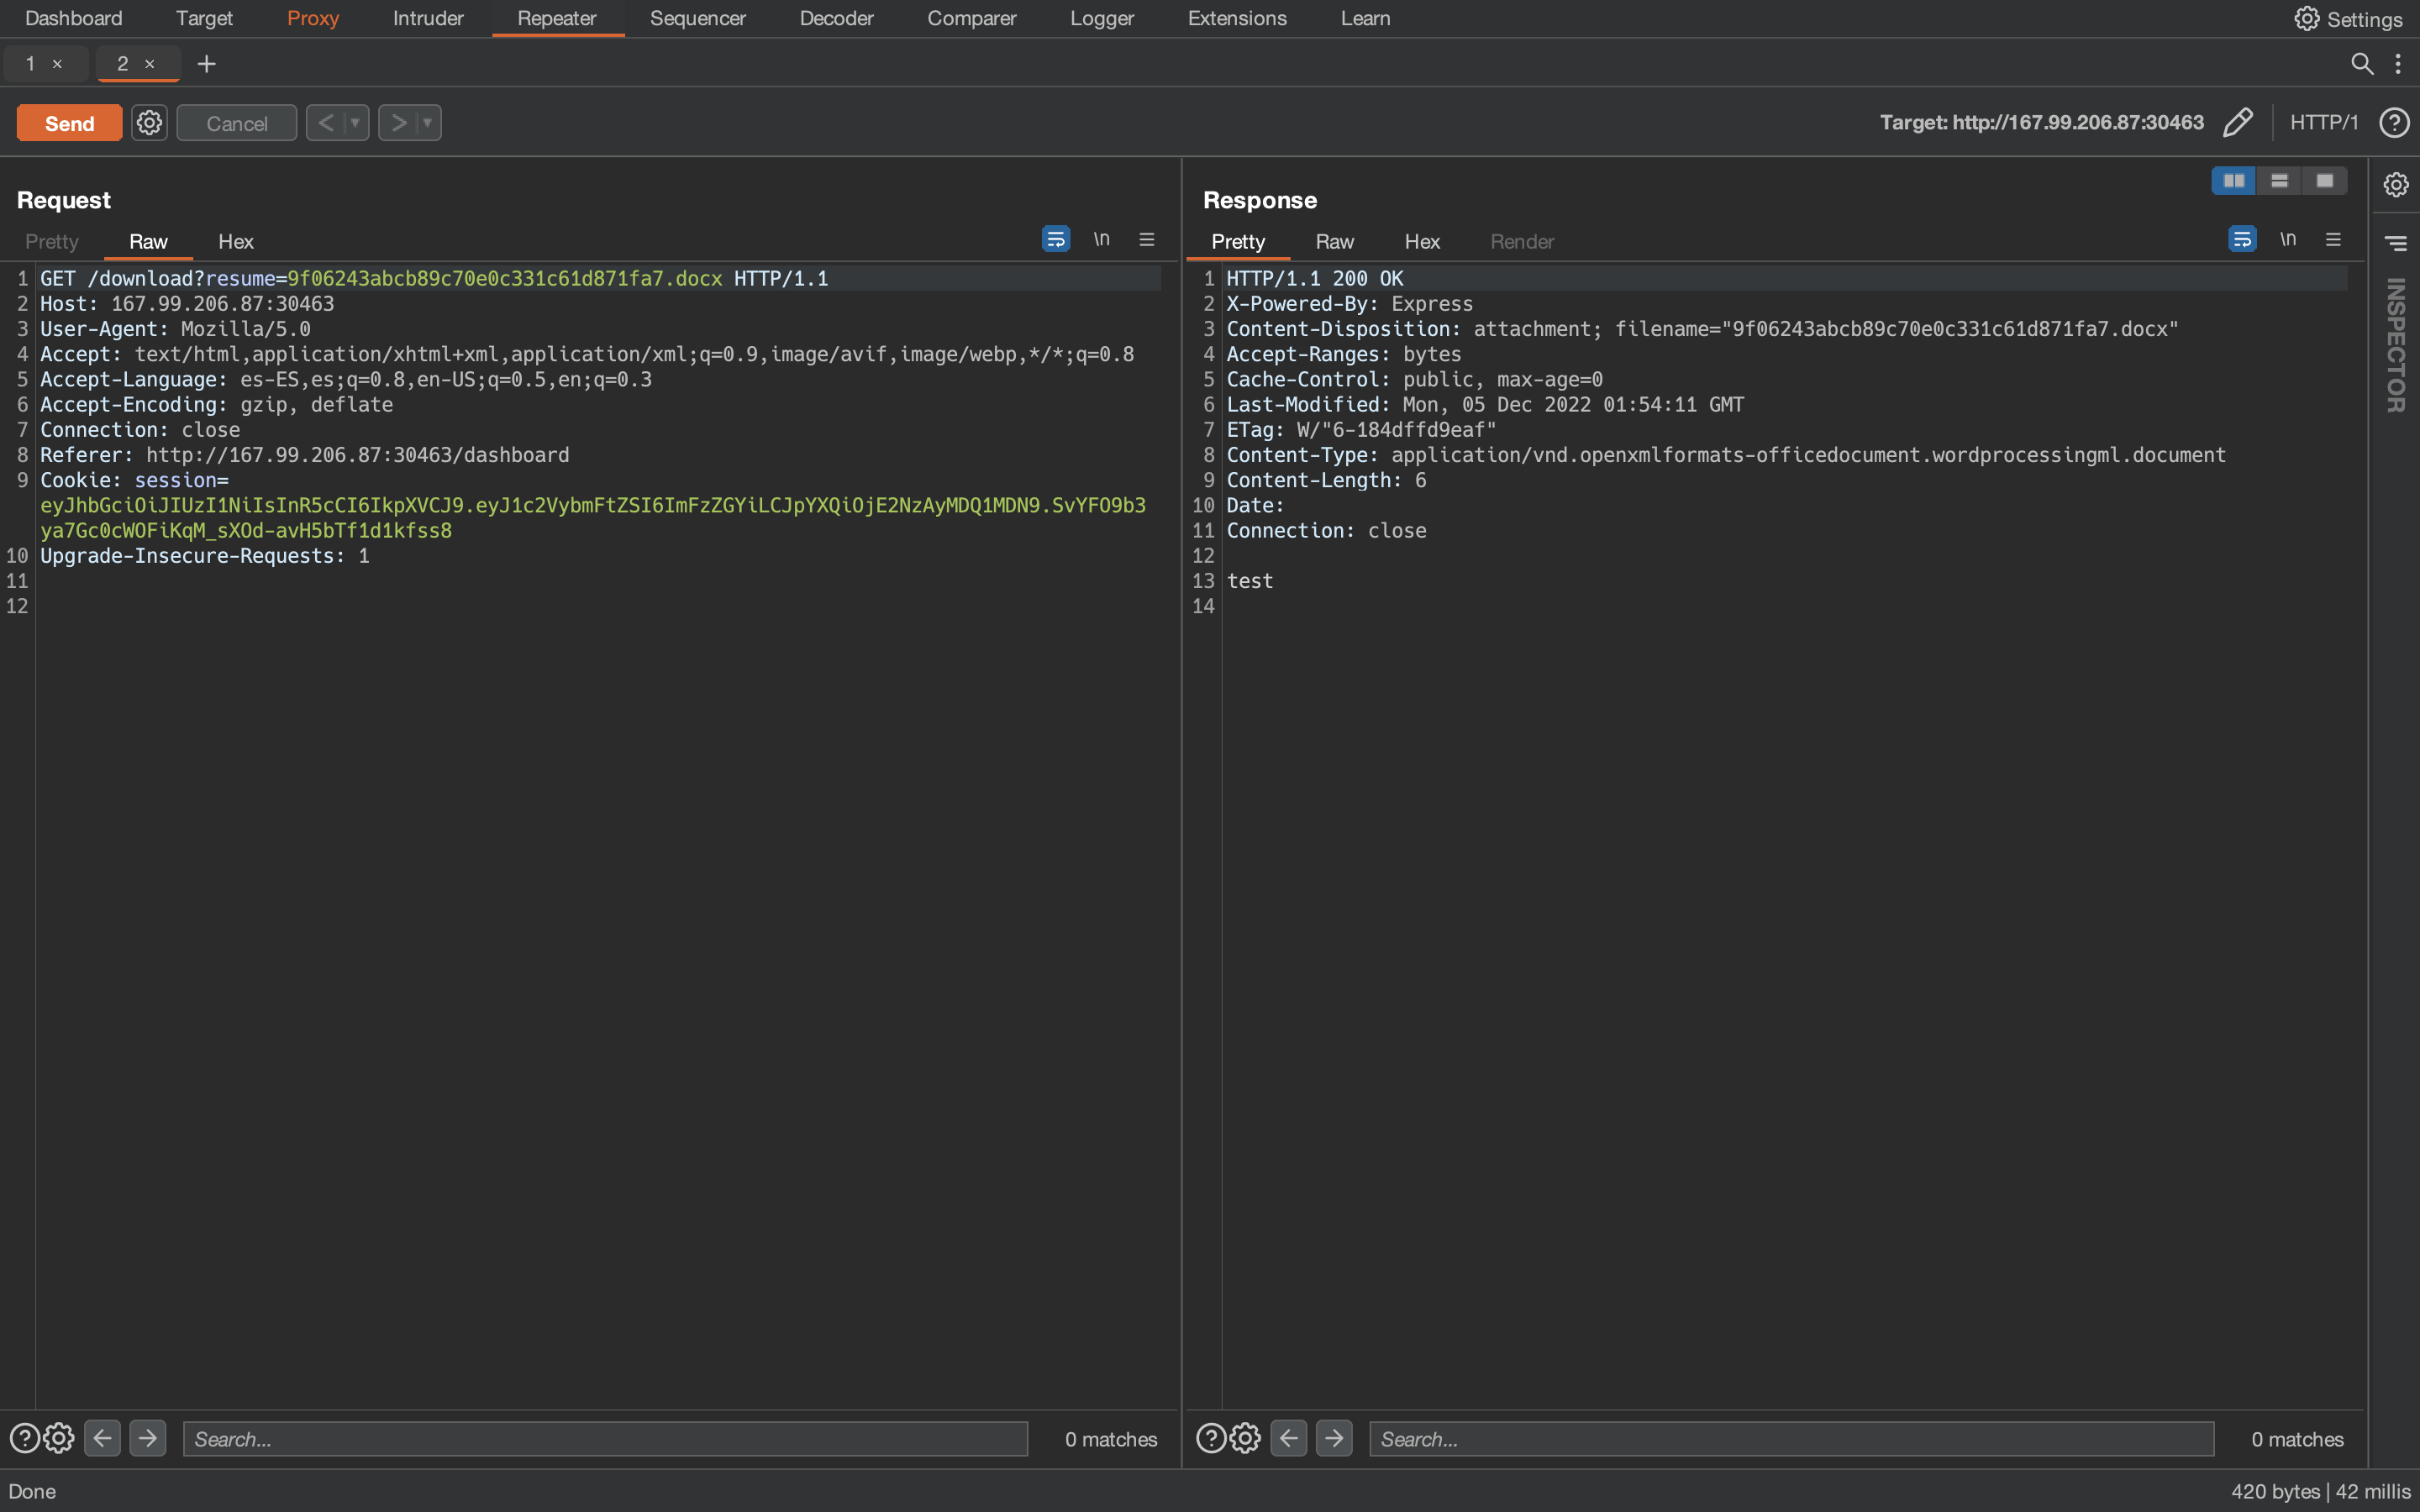 Dashboard Target Proxy Intruder Repeater Sequencer Decoder Comparer Logger Extensions Learn Settings
1 × 2 × +
Send Cancel < > Target: http://167.99.206.87:30463 HTTP/1 ?
Request
Pretty Raw Hex \n
1 GET /download?resume=9f06243abcb89c70e0c331c61d871fa7.docx HTTP/1.1
2 Host: 167.99.206.87:30463
3 User-Agent: Mozilla/5.0
4 Accept: text/html,application/xhtml+xml,application/xml;q=0.9,image/avif,image/webp,*/*;q=0.8
5 Accept-Language: es-ES,es;q=0.8,en-US;q=0.5,en;q=0.3
6 Accept-Encoding: gzip, deflate
7 Connection: close
8 Referer: http://167.99.206.87:30463/dashboard
9 Cookie: session=
eyJhbGciOiJIUzI1NiIsInR5cCI6IkpXVCJ9.eyJ1c2VybmFtZSI6ImFzZGYiLCJpYXQiOjE2NzAyMDQ1MDN9.SvYFO9b3
ya7Gc0cWOFiKqM_sXOd-avH5bTf1d1kfss8
10 Upgrade-Insecure-Requests: 1
11
12
Response
Pretty Raw Hex Render \n
1 HTTP/1.1 200 OK
2 X-Powered-By: Express
3 Content-Disposition: attachment; filename="9f06243abcb89c70e0c331c61d871fa7.docx"
4 Accept-Ranges: bytes
5 Cache-Control: public, max-age=0
6 Last-Modified: Mon, 05 Dec 2022 01:54:11 GMT
7 ETag: W/"6-184dffd9eaf"
8 Content-Type: application/vnd.openxmlformats-officedocument.wordprocessingml.document
9 Content-Length: 6
10 Date:
11 Connection: close
12
13 test
14
INSPECTOR
? Search... 0 matches
? Search... 0 matches
Done 420 bytes | 42 millis